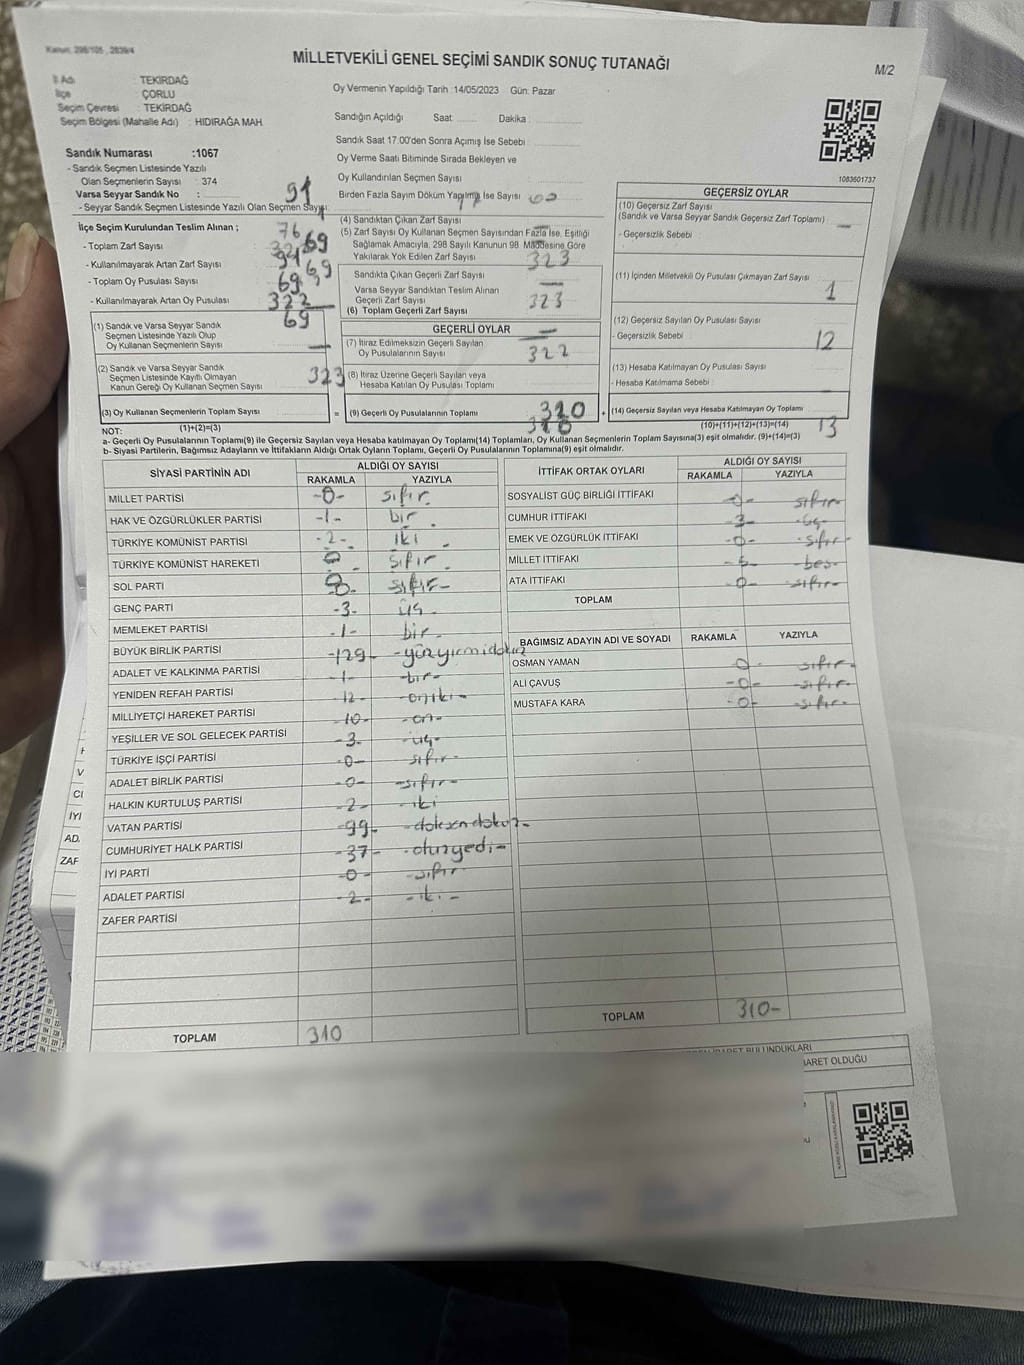 Kanun: 298/105 , 2839/4
MİLLETVEKİLİ GENEL SEÇİMİ SANDIK SONUÇ TUTANAĞI
M/2
İl Adı : TEKİRDAĞ
İlçe : ÇORLU
Seçim Çevresi : TEKİRDAĞ
Seçim Bölgesi (Mahalle Adı) : HIDIRAĞA MAH.
Sandık Numarası :1067
- Sandık Seçmen Listesinde Yazılı
Olan Seçmenlerin Sayısı : 374
Varsa Seyyar Sandık No :
- Seyyar Sandık Seçmen Listesinde Yazılı Olan Seçmen Sayısı
Oy Vermenin Yapıldığı Tarih :14/05/2023 Gün: Pazar
Sandığın Açıldığı Saat Dakika :
Sandık Saat 17:00'den Sonra Açımış İse Sebebi :
Oy Verme Saati Bitiminde Sırada Bekleyen ve
Oy Kullandırılan Seçmen Sayısı :
Birden Fazla Sayım Döküm Yapılmış İse Sayısı :
1083601737
İlçe Seçim Kurulundan Teslim Alınan ;
- Toplam Zarf Sayısı
- Kullanılmayarak Artan Zarf Sayısı
- Toplam Oy Pusulası Sayısı
- Kullanılmayarak Artan Oy Pusulası
69
322
69
(1) Sandık ve Varsa Seyyar Sandık
Seçmen Listesinde Yazılı Olup
Oy Kullanan Seçmenlerin Sayısı
(2) Sandık ve Varsa Seyyar Sandık
Seçmen Listesinde Kayıtlı Olmayan
Kanun Gereği Oy Kullanan Seçmen Sayısı
323
(3) Oy Kullanan Seçmenlerin Toplam Sayısı
(1)+(2)=(3)
(4) Sandıktan Çıkan Zarf Sayısı
(5) Zarf Sayısı Oy Kullanan Seçmen Sayısından Fazla İse, Eşitliği
Sağlamak Amacıyla, 298 Sayılı Kanunun 98. Maddesine Göre
Yakılarak Yok Edilen Zarf Sayısı
323
Sandıkta Çıkan Geçerli Zarf Sayısı
Varsa Seyyar Sandıktan Teslim Alınan
Geçerli Zarf Sayısı
(6) Toplam Geçerli Zarf Sayısı
323
GEÇERLİ OYLAR
(7) İtiraz Edilmeksizin Geçerli Sayılan
Oy Pusulalarının Sayısı
322
(8) İtiraz Üzerine Geçerli Sayılan veya
Hesaba Katılan Oy Pusulası Toplamı
= (9) Geçerli Oy Pusulalarının Toplamı
310
GEÇERSİZ OYLAR
(10) Geçersiz Zarf Sayısı
(Sandık ve Varsa Seyyar Sandık Geçersiz Zarf Toplamı)
- Geçersizlik Sebebi
(11) İçinden Milletvekili Oy Pusulası Çıkmayan Zarf Sayısı
1
(12) Geçersiz Sayılan Oy Pusulası Sayısı
- Geçersizlik Sebebi
12
(13) Hesaba Katılmayan Oy Pusulası Sayısı
- Hesaba Katılmama Sebebi
+ (14) Geçersiz Sayılan veya Hesaba Katılmayan Oy Toplamı
13
(10)+(11)+(12)+(13)=(14)
NOT:
a- Geçerli Oy Pusulalarının Toplamı(9) ile Geçersiz Sayılan veya Hesaba katılmayan Oy Toplamı(14) Toplamları, Oy Kullanan Seçmenlerin Toplam Sayısına(3) eşit olmalıdır. (9)+(14)=(3)
b- Siyasi Partilerin, Bağımsız Adayların ve İttifakların Aldığı Ortak Oyların Toplamı, Geçerli Oy Pusulalarının Toplamına(9) eşit olmalıdır.
SİYASİ PARTİNİN ADI ALDIĞI OY SAYISI
RAKAMLA YAZIYLA
MİLLET PARTİSİ -0- sıfır
HAK VE ÖZGÜRLÜKLER PARTİSİ -1- bir
TÜRKİYE KOMÜNİST PARTİSİ -2- iki
TÜRKİYE KOMÜNİST HAREKETİ 0 sıfır
SOL PARTİ 0 sıfır-
GENÇ PARTİ -3- üç
MEMLEKET PARTİSİ -1- bir-
BÜYÜK BİRLİK PARTİSİ -129- -yüzyirmidokuz
ADALET VE KALKINMA PARTİSİ -1- -bir-
YENİDEN REFAH PARTİSİ -12- -oniki-
MİLLİYETÇİ HAREKET PARTİSİ -10- -on-
YEŞİLLER VE SOL GELECEK PARTİSİ -3- -üç-
TÜRKİYE İŞÇİ PARTİSİ -0- -sıfır-
ADALET BİRLİK PARTİSİ -0- -sıfır-
HALKIN KURTULUŞ PARTİSİ -2- -iki
VATAN PARTİSİ -99- -doksandokuz-
CUMHURİYET HALK PARTİSİ -37- -otuzyedi-
İYİ PARTİ -0- -sıfır-
ADALET PARTİSİ -2- -iki-
ZAFER PARTİSİ
TOPLAM 310
İTTİFAK ORTAK OYLARI ALDIĞI OY SAYISI
RAKAMLA YAZIYLA
SOSYALİST GÜÇ BİRLİĞİ İTTİFAKI -0- sıfır-
CUMHUR İTTİFAKI -3- -üç-
EMEK VE ÖZGÜRLÜK İTTİFAKI -0- -sıfır-
MİLLET İTTİFAKI -5- -beş-
ATA İTTİFAKI -0- -sıfır-
TOPLAM
BAĞIMSIZ ADAYIN ADI VE SOYADI RAKAMLA YAZIYLA
OSMAN YAMAN -0- sıfır-
ALİ ÇAVUŞ -0- -sıfır-
MUSTAFA KARA -0- -sıfır-
TOPLAM 310-
BULUNDUKLARI
İŞARET OLDUĞU